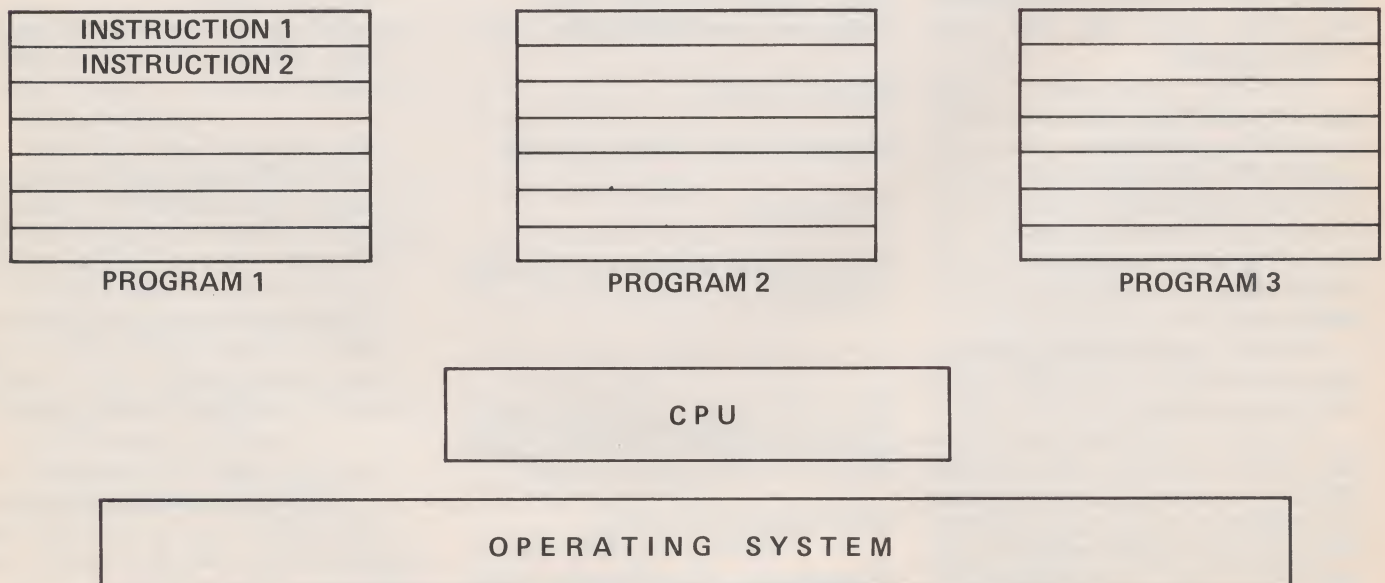 INSTRUCTION 1
INSTRUCTION 2
PROGRAM 1
PROGRAM 2
PROGRAM 3
CPU
OPERATING SYSTEM